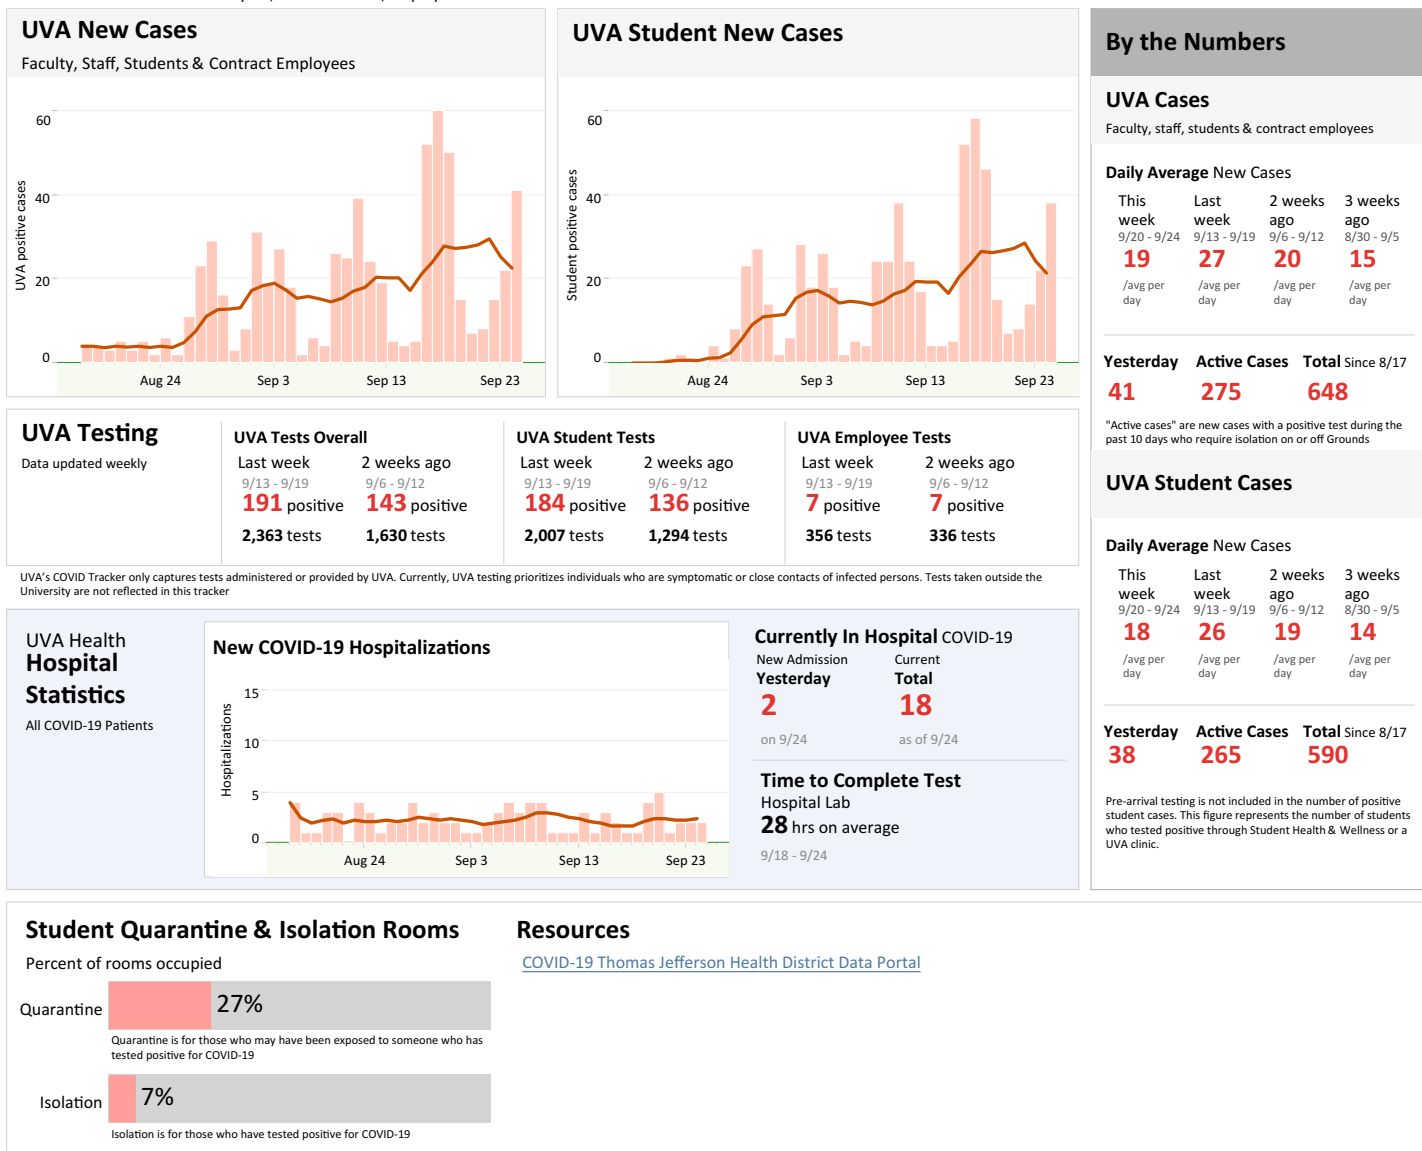 UVA New Cases
Faculty, Staff, Students & Contract Employees
60
40
20
0
UVA positive cases
Aug 24
Sep 3
Sep 13
Sep 23
UVA Student New Cases
60
40
20
0
Student positive cases
Aug 24
Sep 3
Sep 13
Sep 23
By the Numbers
UVA Cases
Faculty, staff, students & contract employees
Daily Average New Cases
This week
9/20 - 9/24
19
/avg per day
Last week
9/13 - 9/19
27
/avg per day
2 weeks ago
9/6 - 9/12
20
/avg per day
3 weeks ago
8/30 - 9/5
15
/avg per day
Yesterday
41
Active Cases
275
Total Since 8/17
648
"Active cases" are new cases with a positive test during the
past 10 days who require isolation on or off Grounds
UVA Student Cases
Daily Average New Cases
This week
9/20 - 9/24
18
/avg per day
Last week
9/13 - 9/19
26
/avg per day
2 weeks ago
9/6 - 9/12
19
/avg per day
3 weeks ago
8/30 - 9/5
14
/avg per day
Yesterday
38
Active Cases
265
Total Since 8/17
590
Pre-arrival testing is not included in the number of positive
student cases. This figure represents the number of students
who tested positive through Student Health & Wellness or a
UVA clinic.
UVA Testing
Data updated weekly
UVA Tests Overall
Last week
9/13 - 9/19
191 positive
2,363 tests
2 weeks ago
9/6 - 9/12
143 positive
1,630 tests
UVA Student Tests
Last week
9/13 - 9/19
184 positive
2,007 tests
2 weeks ago
9/6 - 9/12
136 positive
1,294 tests
UVA Employee Tests
Last week
9/13 - 9/19
7 positive
356 tests
2 weeks ago
9/6 - 9/12
7 positive
336 tests
UVA's COVID Tracker only captures tests administered or provided by UVA. Currently, UVA testing prioritizes individuals who are symptomatic or close contacts of infected persons. Tests taken outside the
University are not reflected in this tracker
UVA Health
Hospital
Statistics
All COVID-19 Patients
New COVID-19 Hospitalizations
15
10
5
0
Hospitalizations
Aug 24
Sep 3
Sep 13
Sep 23
Currently In Hospital COVID-19
New Admission
Yesterday
2
on 9/24
Current
Total
18
as of 9/24
Time to Complete Test
Hospital Lab
28 hrs on average
9/18 - 9/24
Student Quarantine & Isolation Rooms
Percent of rooms occupied
Quarantine
27%
Quarantine is for those who may have been exposed to someone who has
tested positive for COVID-19
Isolation
7%
Isolation is for those who have tested positive for COVID-19
Resources
COVID-19 Thomas Jefferson Health District Data Portal